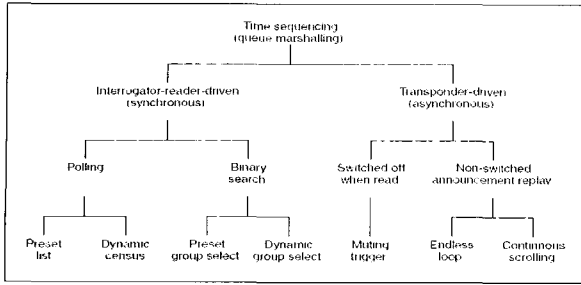 Time sequencing
(queue marshalling)
Interrogator-reader-driven
(synchronous)
Transponder-driven
(asynchronous)
Polling
Binary
search
Switched off
when read
Non-switched
announcement replay
Preset
list
Dynamic
census
Preset
group select
Dynamic
group select
Muting
trigger
Endless
loop
Continuous
scrolling